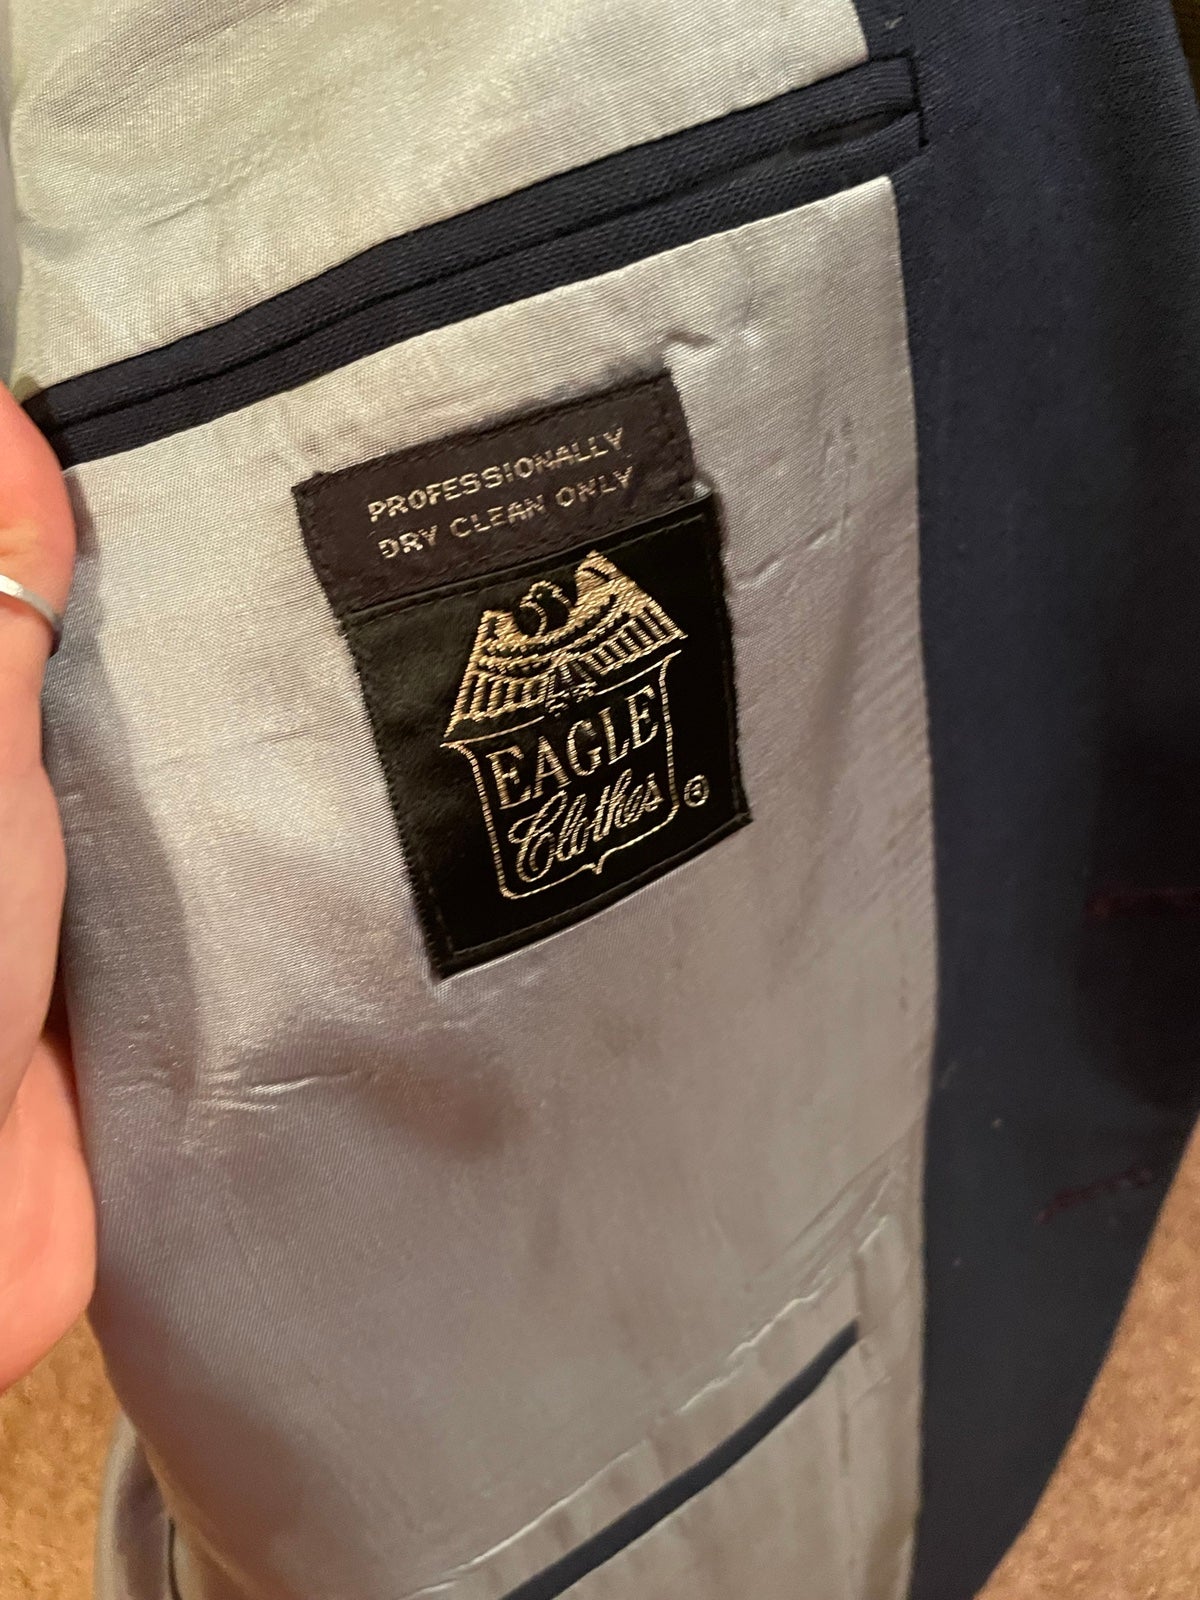 PROFESSIONALLY
DRY CLEAN ONLY
EAGLE
Clothes ®